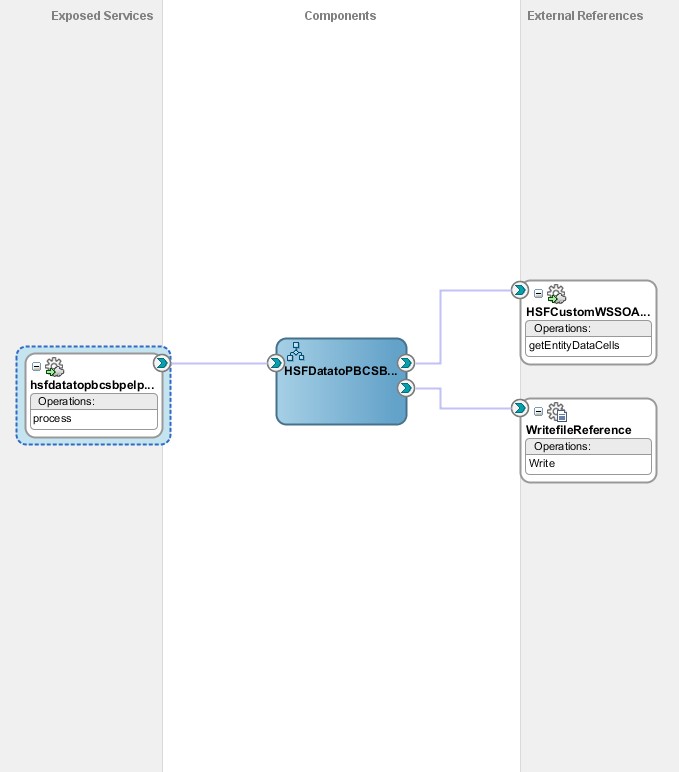 Exposed Services
Components
External References
hsfdatatopbcsbpelp...
Operations:
process
HSFDatatoPBCSB...
HSFCustomWSSOA...
Operations:
getEntityDataCells
WritefileReference
Operations:
Write